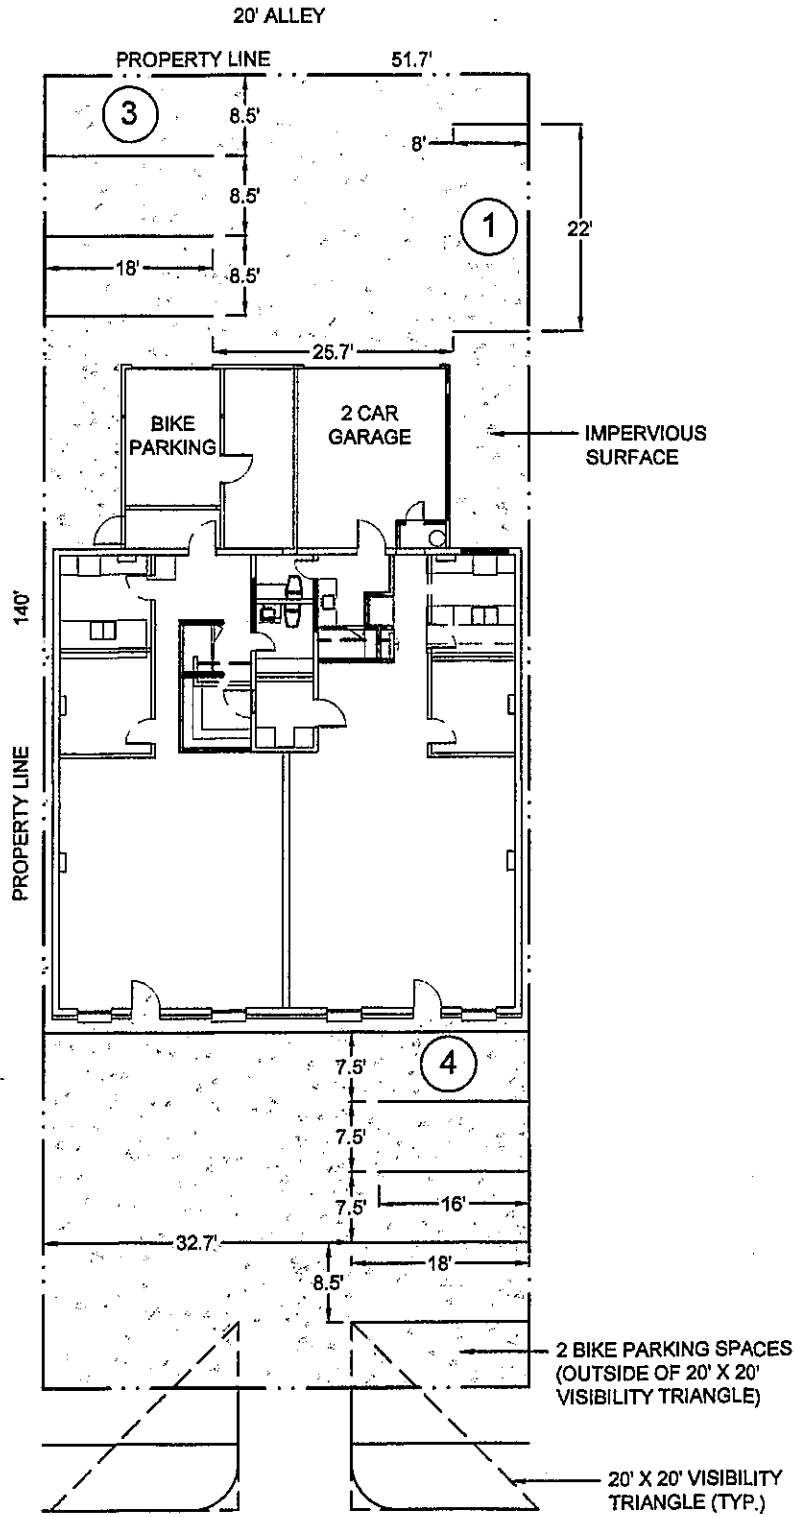 20' ALLEY
PROPERTY LINE
51.7'
3
8.5'
8'
8.5'
1
22'
18'
8.5'
25.7'
BIKE
PARKING
2 CAR
GARAGE
IMPERVIOUS
SURFACE
140'
PROPERTY LINE
7.5'
4
7.5'
7.5'
16'
32.7'
18'
8.5'
2 BIKE PARKING SPACES
(OUTSIDE OF 20' X 20'
VISIBILITY TRIANGLE)
20' X 20' VISIBILITY
TRIANGLE (TYP.)